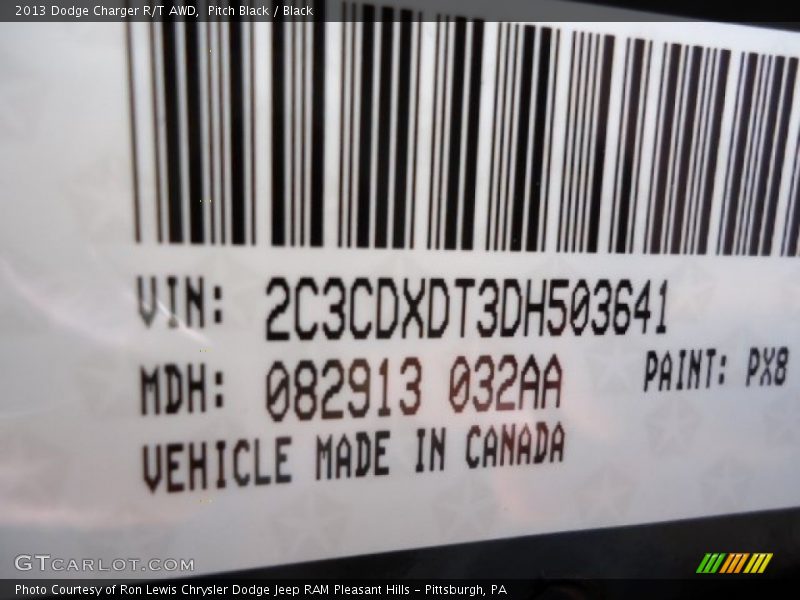 2013 Dodge Charger R/T AWD, Pitch Black / Black
VIN: 2C3CDXDT3DH503641
MDH: 082913 032AA
PAINT: PX8
VEHICLE MADE IN CANADA
GTCARLOT.COM
Photo Courtesy of Ron Lewis Chrysler Dodge Jeep RAM Pleasant Hills - Pittsburgh, PA